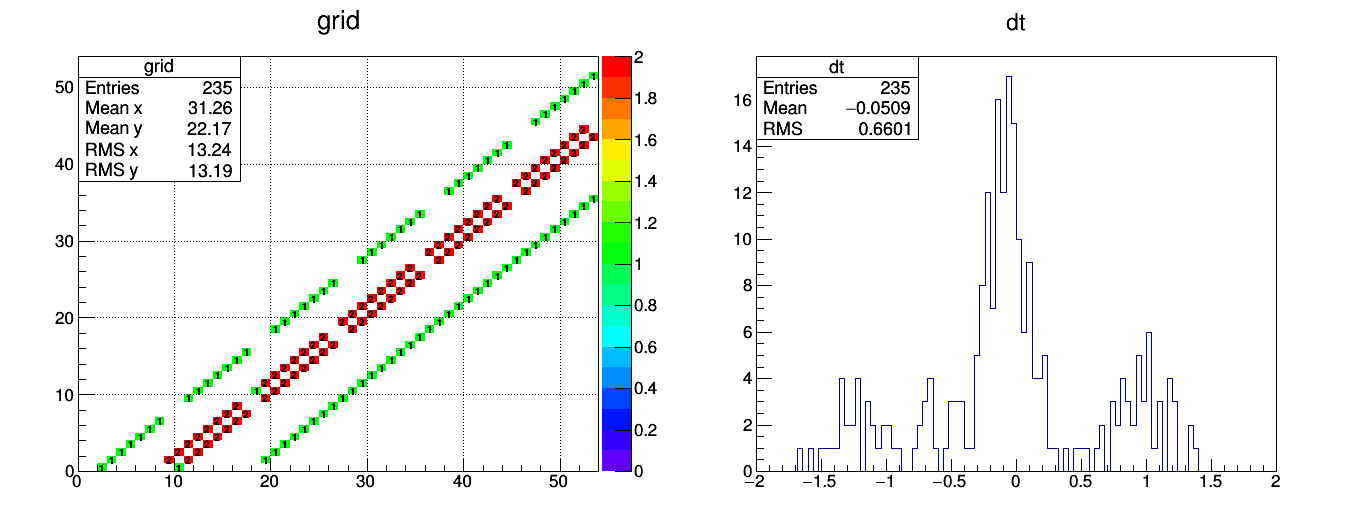 grid
grid
Entries 235
Mean x 31.26
Mean y 22.17
RMS x 13.24
RMS y 13.19
50
40
30
20
10
0
0 10 20 30 40 50
2
1.8
1.6
1.4
1.2
1
0.8
0.6
0.4
0.2
0
dt
dt
Entries 235
Mean −0.0509
RMS 0.6601
16
14
12
10
8
6
4
2
0
−2 −1.5 −1 −0.5 0 0.5 1 1.5 2